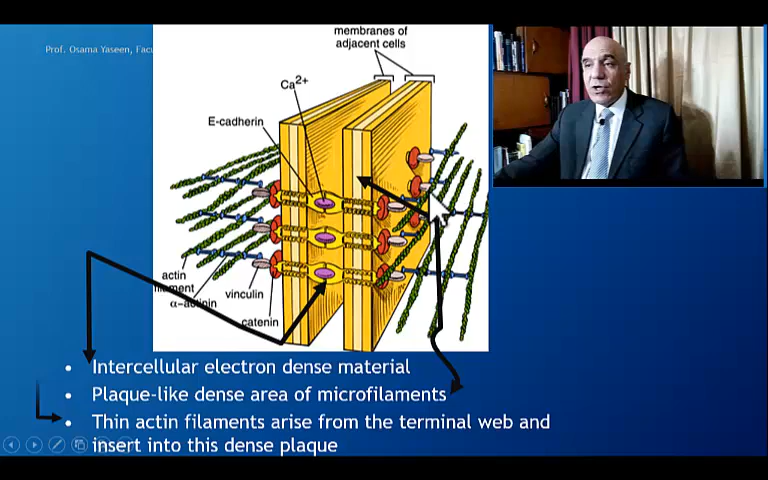 membranes of
adjacent cells
Prof. Osama Yaseen, Facu
Ca2+
E-cadherin
actin
filament
α-actinin
vinculin
catenin
• Intercellular electron dense material
• Plaque-like dense area of microfilaments
• Thin actin filaments arise from the terminal web and
insert into this dense plaque